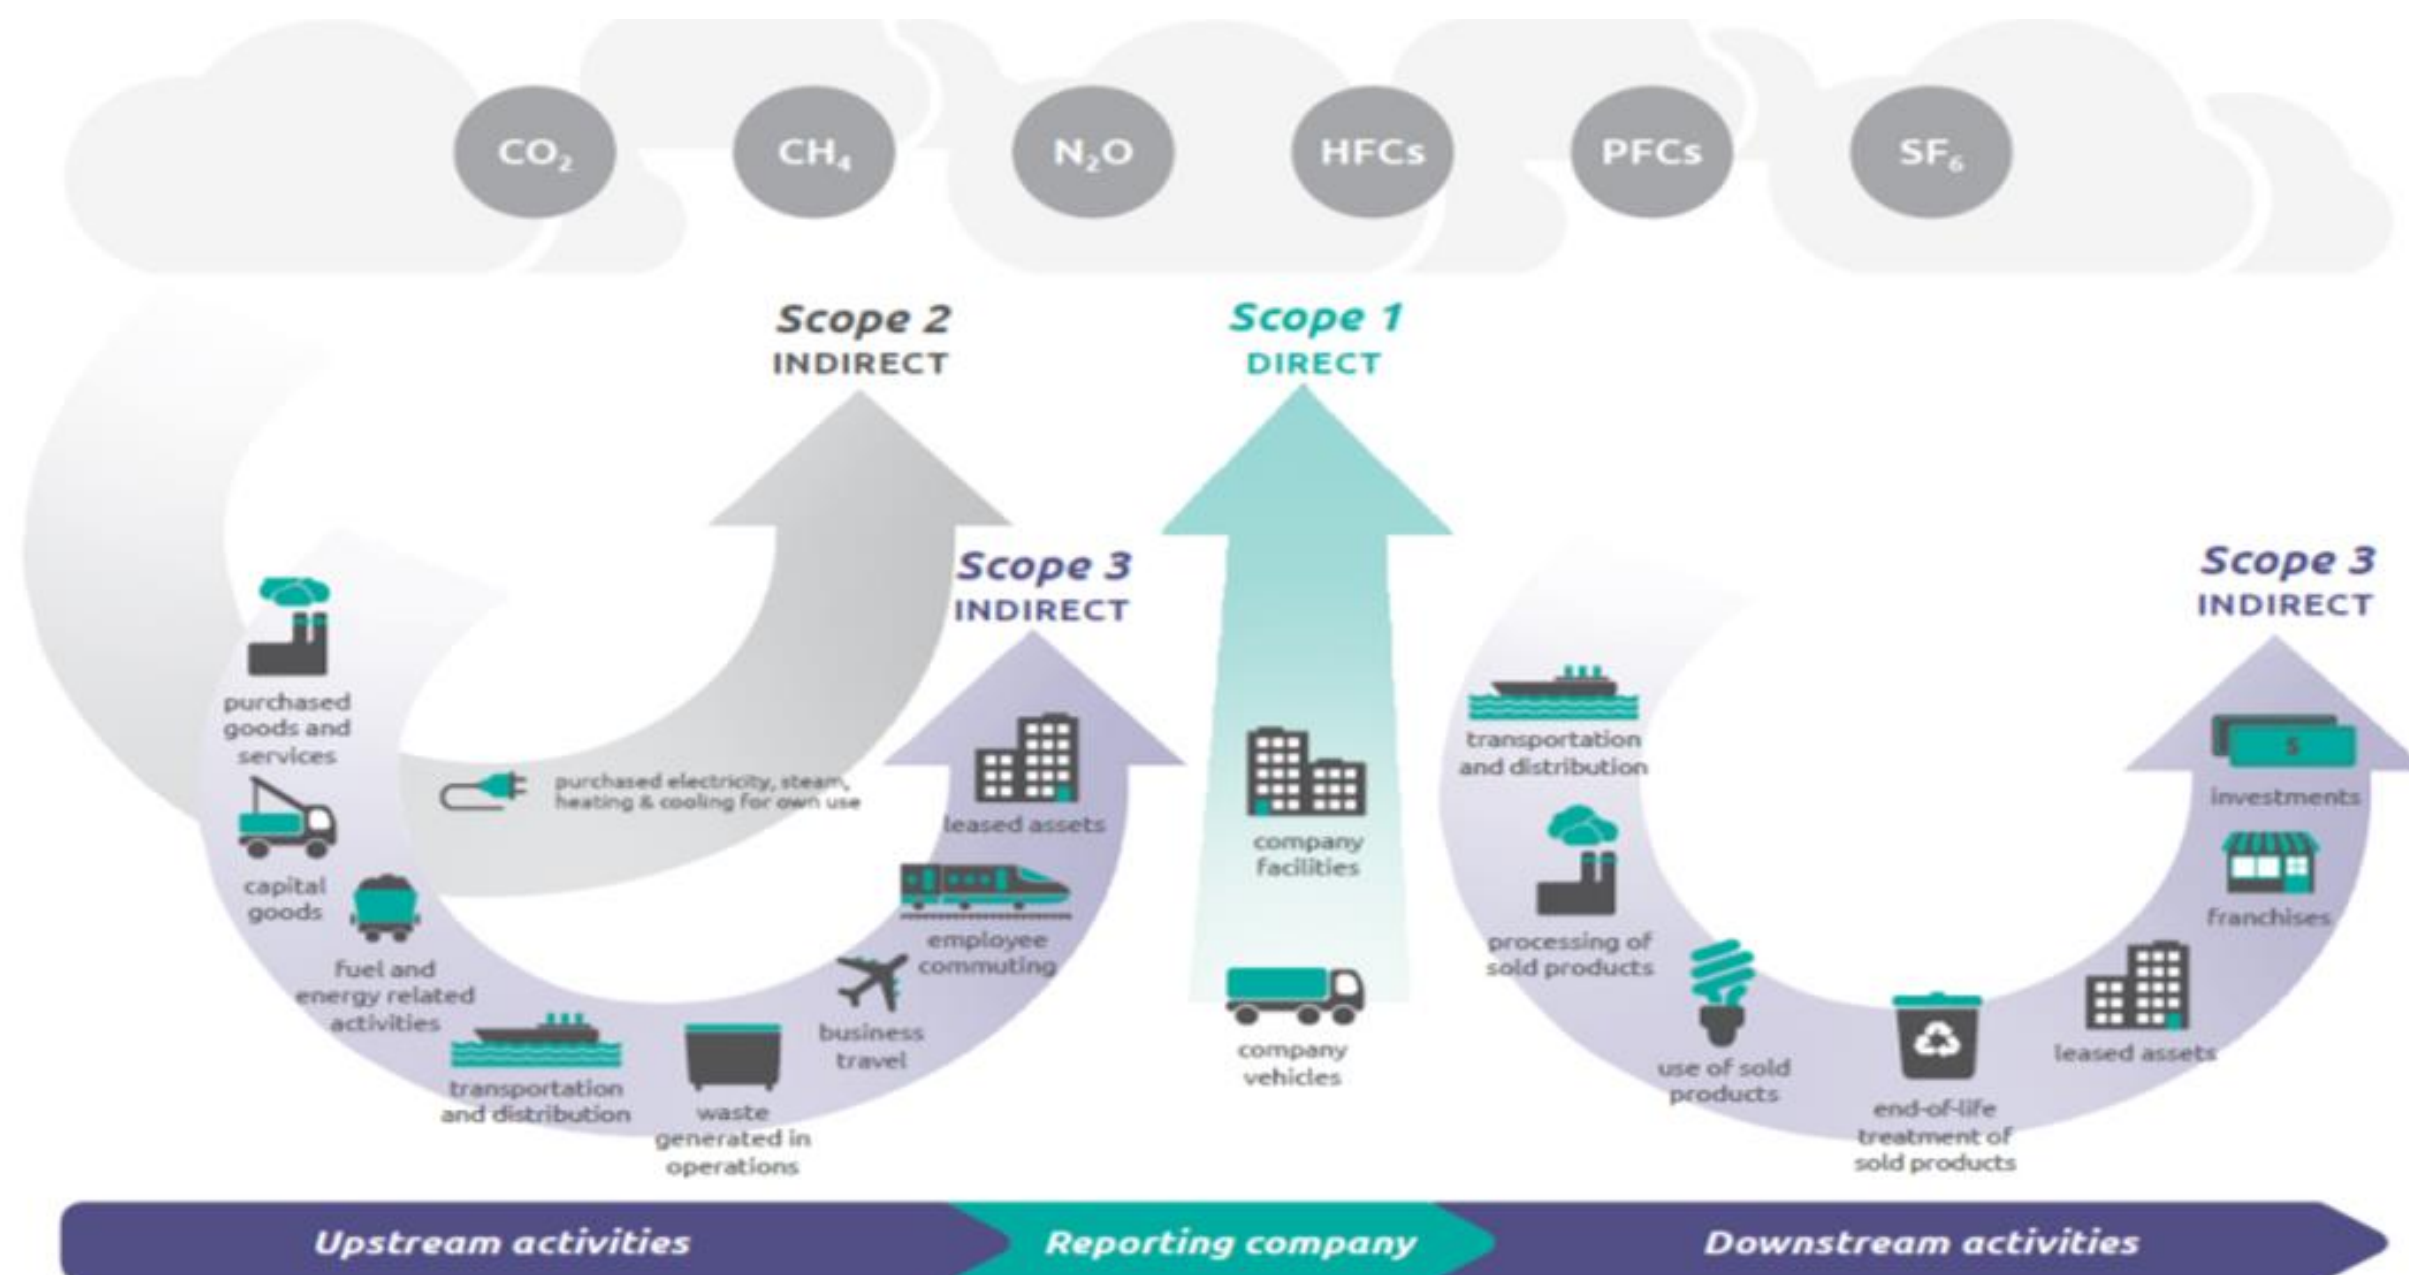 CO₂
CH₄
N₂O
HFCs
PFCs
SF₆
Scope 2
INDIRECT
Scope 1
DIRECT
Scope 3
INDIRECT
Scope 3
INDIRECT
purchased
goods and
services
capital
goods
fuel and
energy related
activities
transportation
and distribution
waste
generated in
operations
business
travel
employee
commuting
leased assets
purchased electricity, steam,
heating & cooling for own use
company
facilities
company
vehicles
transportation
and distribution
processing of
sold products
use of sold
products
end-of-life
treatment of
sold products
leased assets
franchises
$
investments
Upstream activities
Reporting company
Downstream activities